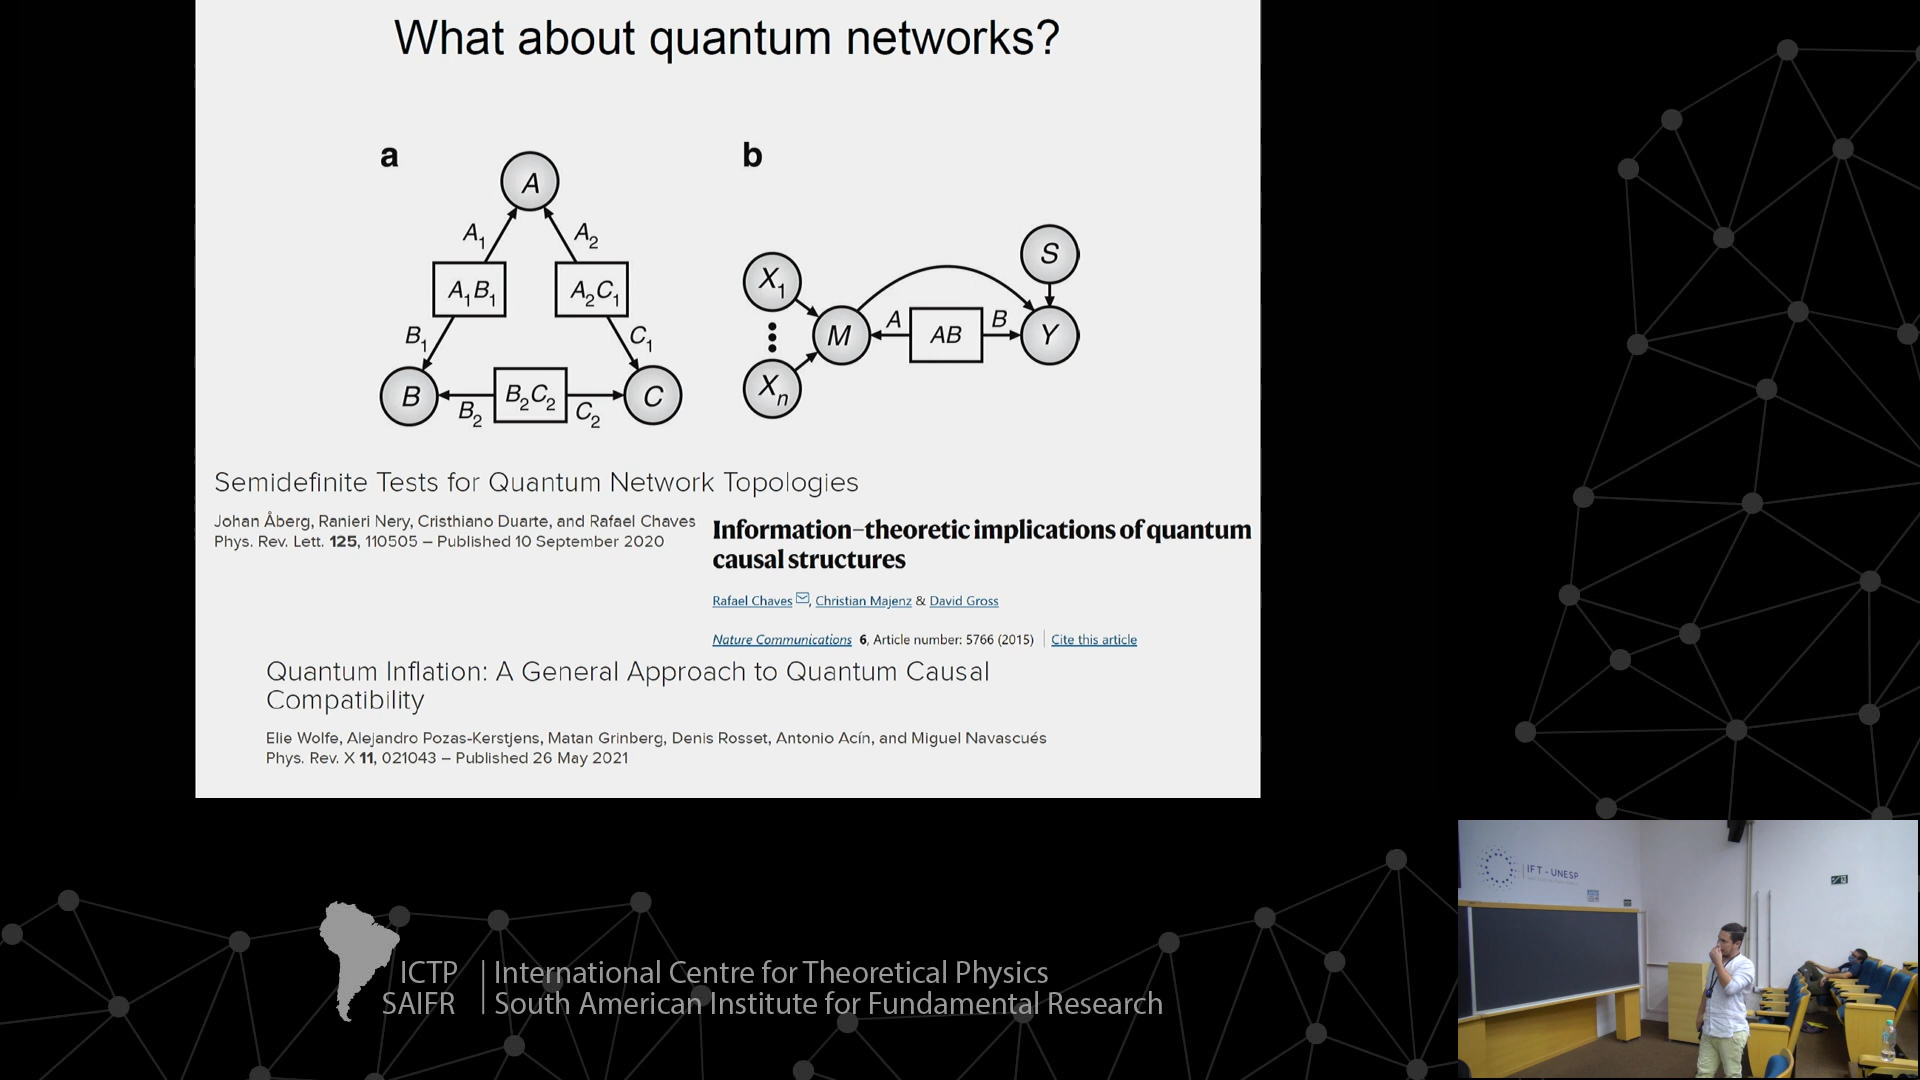 What about quantum networks?
a
b
A
A₁
A₂
A₁B₁
A₂C₁
B₁
C₁
B
B₂
B₂C₂
C₂
C
X₁
Xₙ
M
A
AB
B
S
Y
Semidefinite Tests for Quantum Network Topologies
Johan Åberg, Ranieri Nery, Cristhiano Duarte, and Rafael Chaves
Phys. Rev. Lett. 125, 110505 – Published 10 September 2020
Information–theoretic implications of quantum
causal structures
Rafael Chaves, Christian Majenz & David Gross
Nature Communications 6, Article number: 5766 (2015) | Cite this article
Quantum Inflation: A General Approach to Quantum Causal
Compatibility
Elie Wolfe, Alejandro Pozas-Kerstjens, Matan Grinberg, Denis Rosset, Antonio Acín, and Miguel Navascués
Phys. Rev. X 11, 021043 – Published 26 May 2021
IFT - UNESP
ICTP | International Centre for Theoretical Physics
SAIFR | South American Institute for Fundamental Research